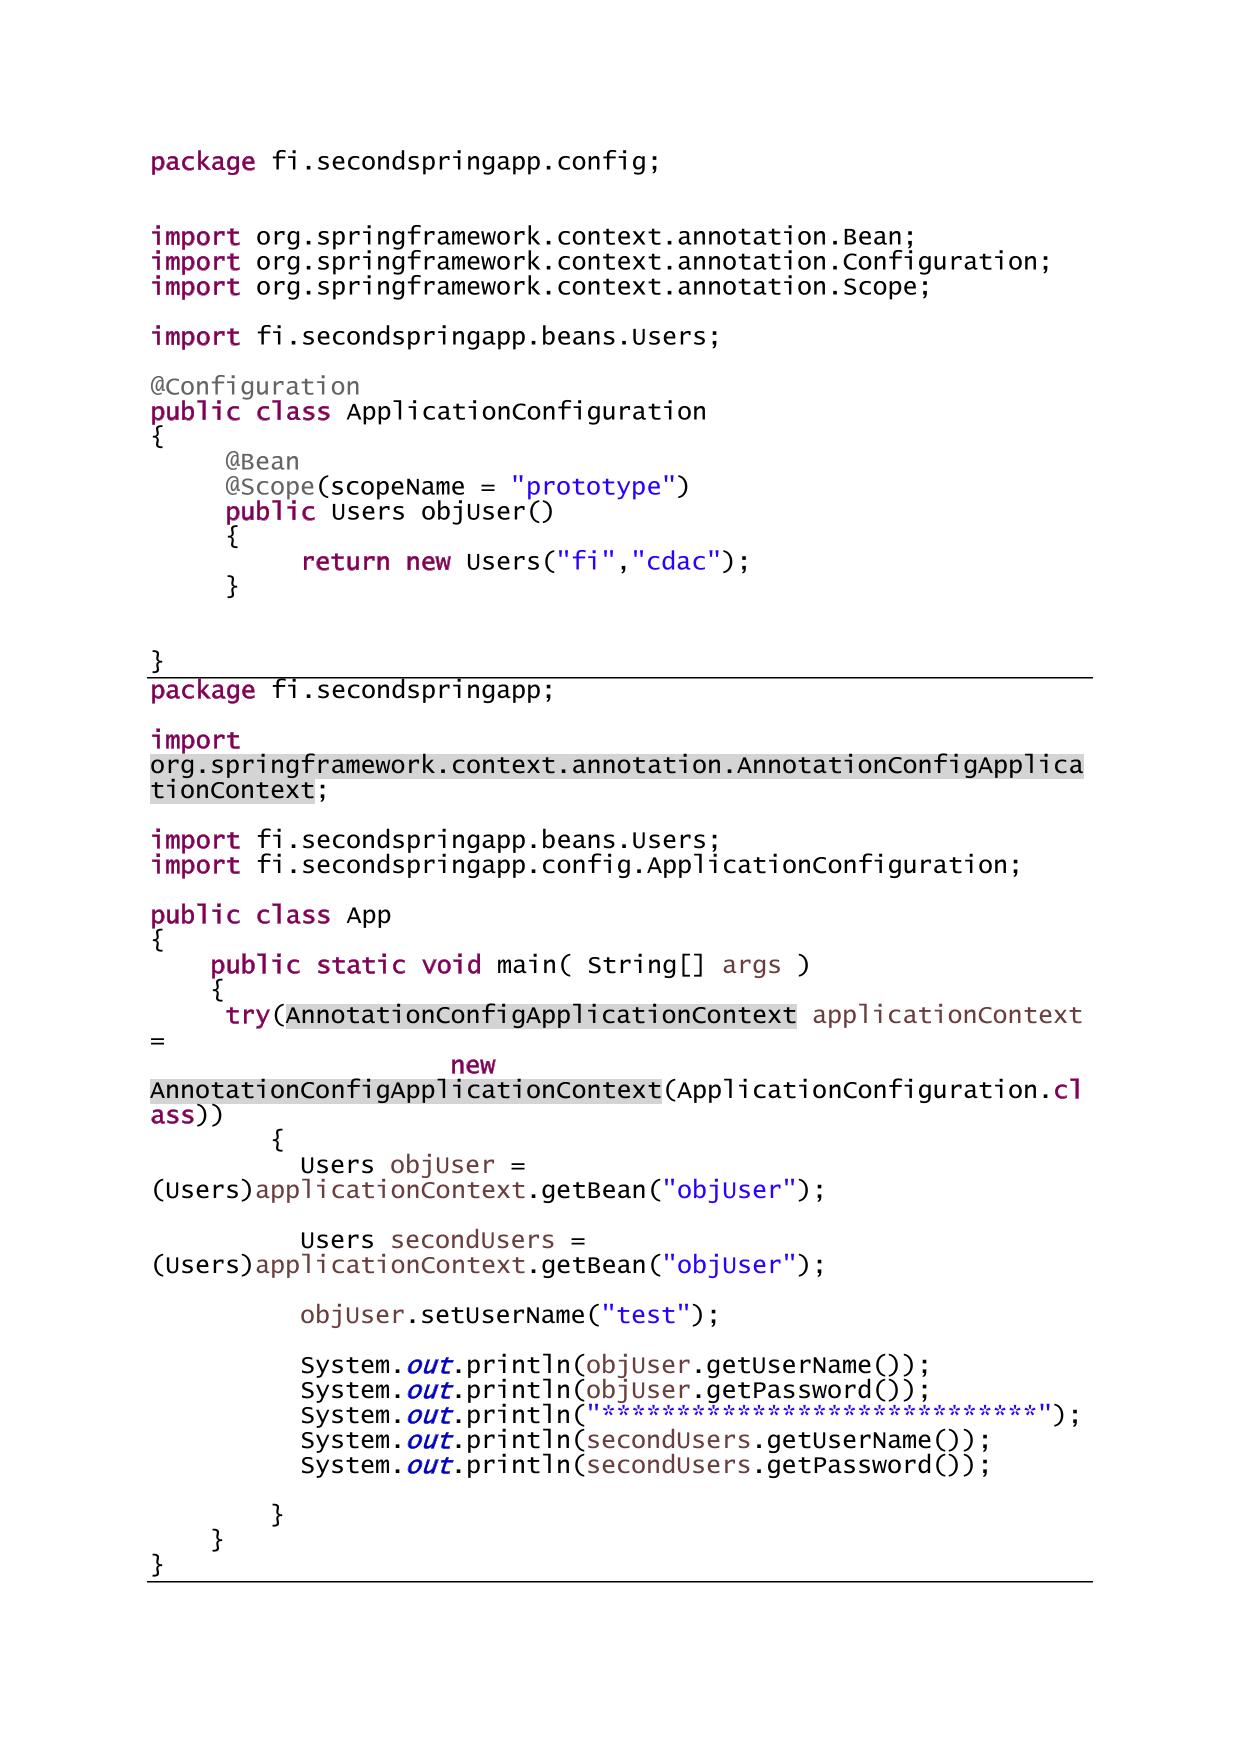 package fi.secondspringapp.config;
import org.springframework.context.annotation.Bean;
import org.springframework.context.annotation.Configuration;
import org.springframework.context.annotation.Scope;
import fi.secondspringapp.beans.Users;
@Configuration
public class ApplicationConfiguration
{
@Bean
@Scope(scopeName = "prototype")
public Users objUser()
{
return new Users("fi","cdac");
}
}
package fi.secondspringapp;
import
org.springframework.context.annotation.AnnotationConfigApplica
tionContext;
import fi.secondspringapp.beans.Users;
import fi.secondspringapp.config.ApplicationConfiguration;
public class App
{
public static void main( String[] args )
{
try(AnnotationConfigApplicationContext applicationContext
=
new
AnnotationConfigApplicationContext(ApplicationConfiguration.cl
ass))
{
Users objUser =
(Users)applicationContext.getBean("objUser");
Users secondUsers =
(Users)applicationContext.getBean("objUser");
objUser.setUserName("test");
System.out.println(objUser.getUserName());
System.out.println(objUser.getPassword());
System.out.println("*****************************");
System.out.println(secondUsers.getUserName());
System.out.println(secondUsers.getPassword());
}
}
}